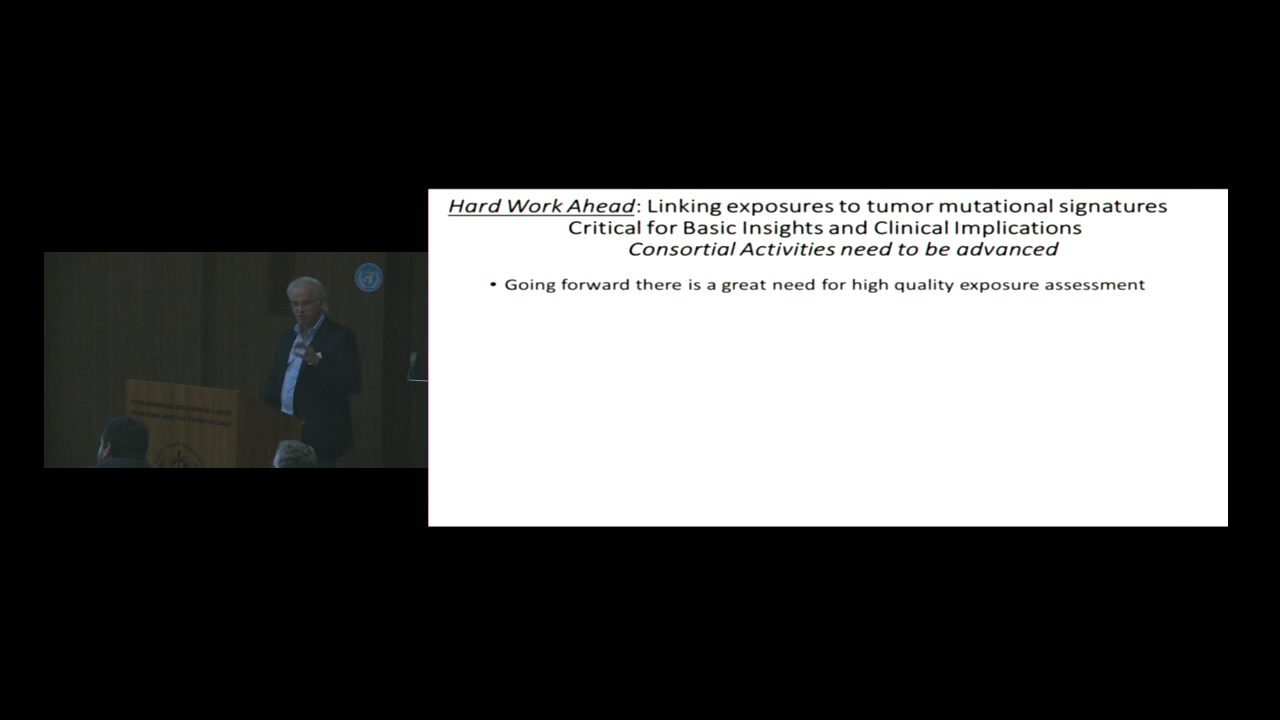 Hard Work Ahead: Linking exposures to tumor mutational signatures
Critical for Basic Insights and Clinical Implications
Consortial Activities need to be advanced
• Going forward there is a great need for high quality exposure assessment